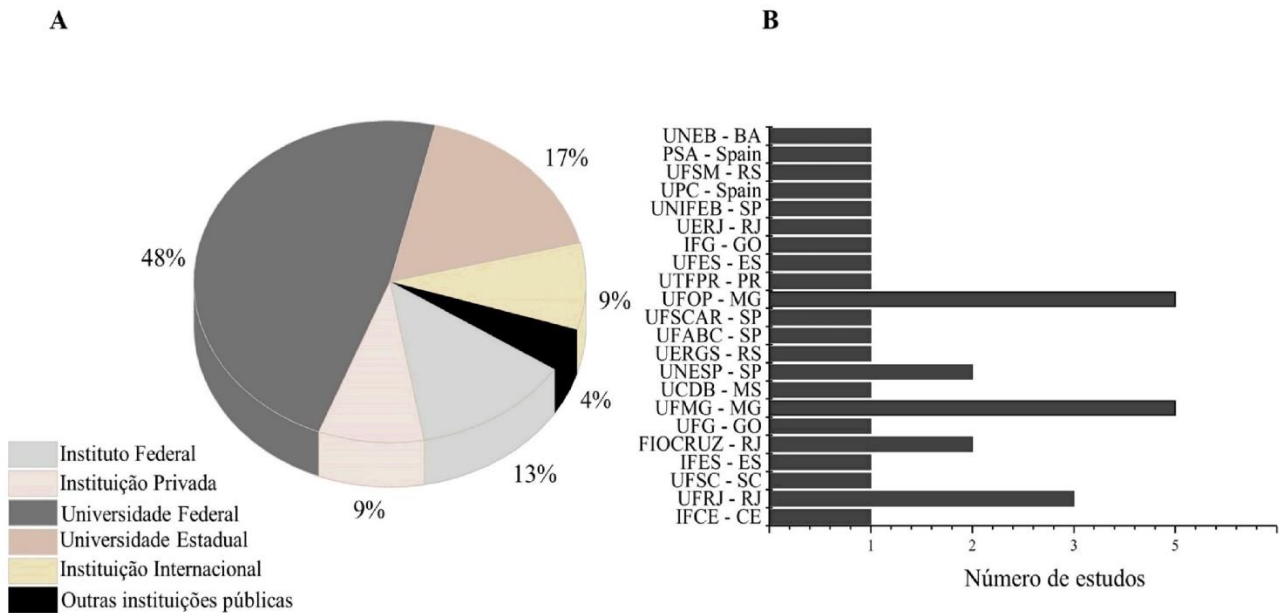 A
48%
17%
9%
4%
13%
9%
Instituto Federal
Instituição Privada
Universidade Federal
Universidade Estadual
Instituição Internacional
Outras instituições públicas
B
UNEB - BA
PSA - Spain
UFSM - RS
UPC - Spain
UNIFEB - SP
UERJ - RJ
IFG - GO
UFES - ES
UTFPR - PR
UFOP - MG
UFSCAR - SP
UFABC - SP
UERGS - RS
UNESP - SP
UCDB - MS
UFMG - MG
UFG - GO
FIOCRUZ - RJ
IFES - ES
UFSC - SC
UFRJ - RJ
IFCE - CE
1 2 3 5
Número de estudos